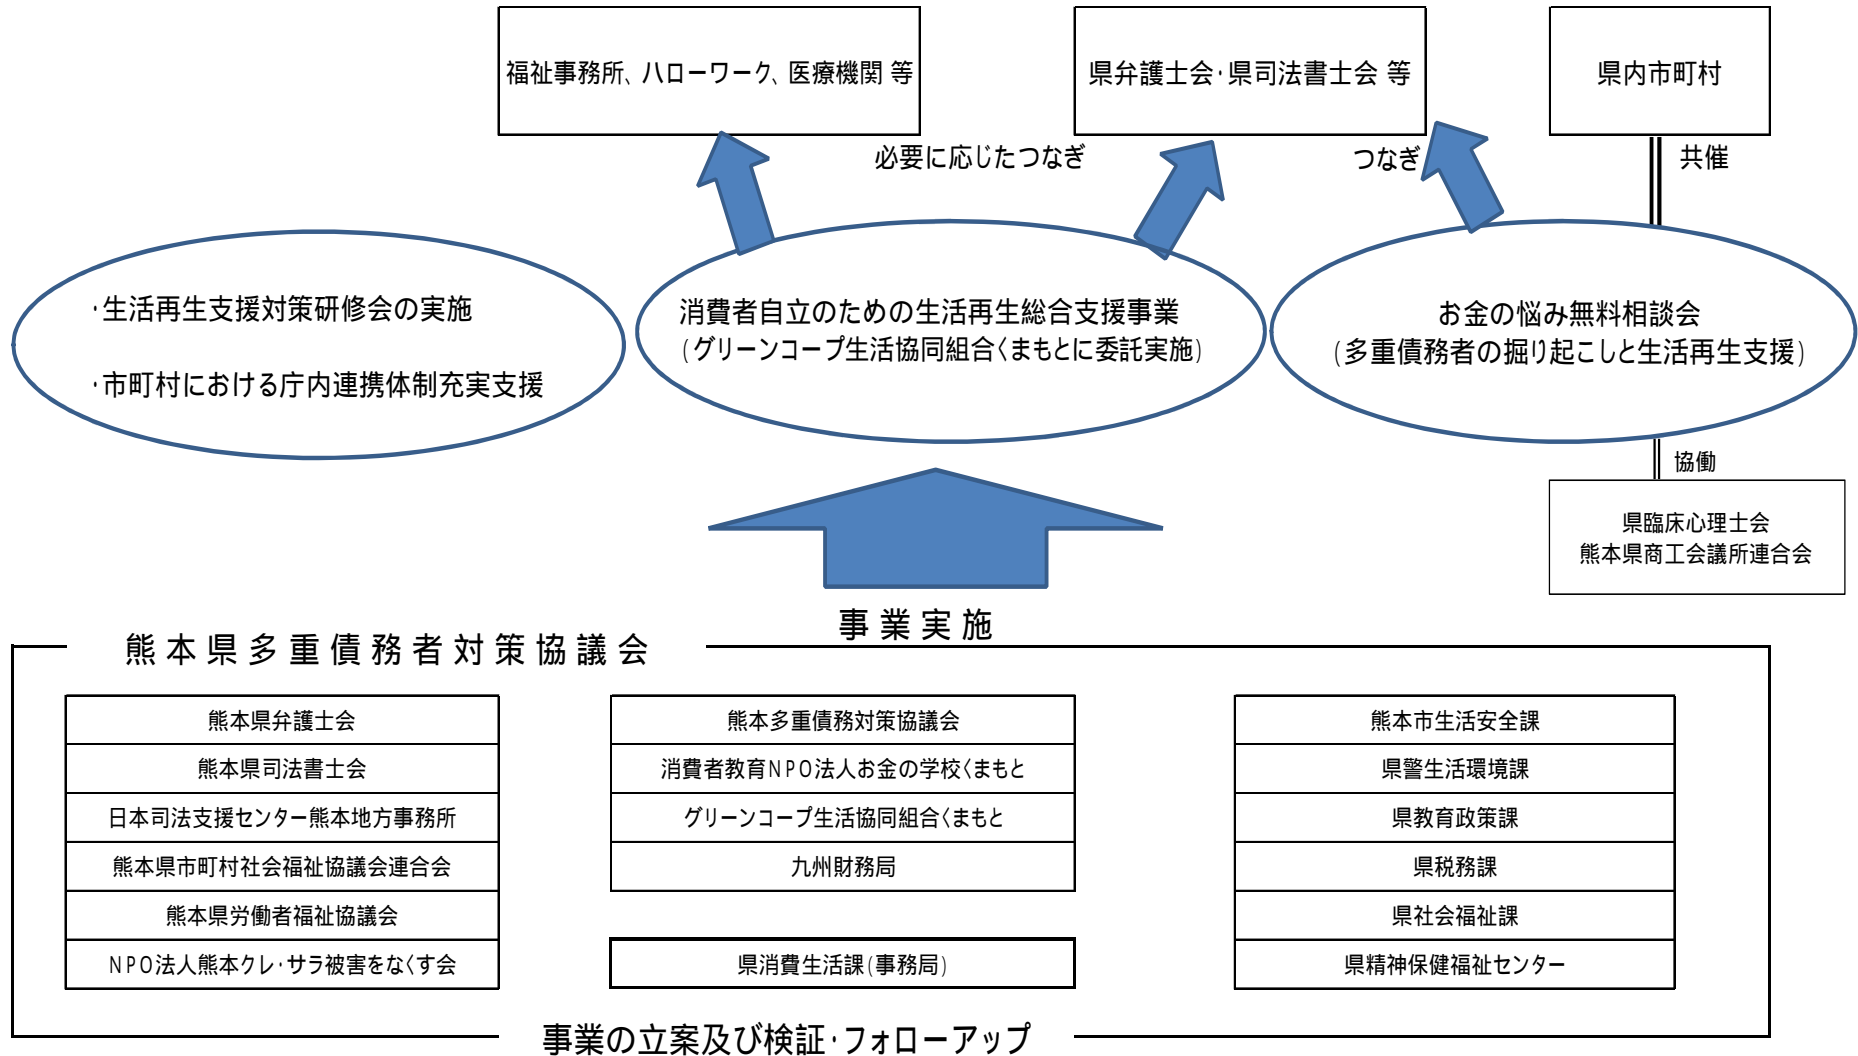 福祉事務所、ハローワーク、医療機関 等
県弁護士会・県司法書士会 等
県内市町村
必要に応じたつなぎ
つなぎ
共催
・生活再生支援対策研修会の実施
・市町村における庁内連携体制充実支援
消費者自立のための生活再生総合支援事業
(グリーンコープ生活協同組合くまもとに委託実施)
お金の悩み無料相談会
(多重債務者の掘り起こしと生活再生支援)
協働
県臨床心理士会
熊本県商工会議所連合会
事業実施
熊本県多重債務者対策協議会
熊本県弁護士会
熊本県司法書士会
日本司法支援センター熊本地方事務所
熊本県市町村社会福祉協議会連合会
熊本県労働者福祉協議会
NPO法人熊本クレ・サラ被害をなくす会
熊本多重債務対策協議会
消費者教育NPO法人お金の学校くまもと
グリーンコープ生活協同組合くまもと
九州財務局
県消費生活課(事務局)
熊本市生活安全課
県警生活環境課
県教育政策課
県税務課
県社会福祉課
県精神保健福祉センター
事業の立案及び検証・フォローアップ